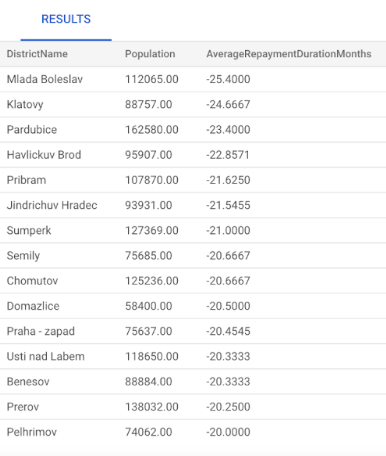 RESULTS
DistrictName Population AverageRepaymentDurationMonths
Mlada Boleslav 112065.00 -25.4000
Klatovy 88757.00 -24.6667
Pardubice 162580.00 -23.4000
Havlickuv Brod 95907.00 -22.8571
Pribram 107870.00 -21.6250
Jindrichuv Hradec 93931.00 -21.5455
Sumperk 127369.00 -21.0000
Semily 75685.00 -20.6667
Chomutov 125236.00 -20.6667
Domazlice 58400.00 -20.5000
Praha - zapad 75637.00 -20.4545
Usti nad Labem 118650.00 -20.3333
Benesov 88884.00 -20.3333
Prerov 138032.00 -20.2500
Pelhrimov 74062.00 -20.0000